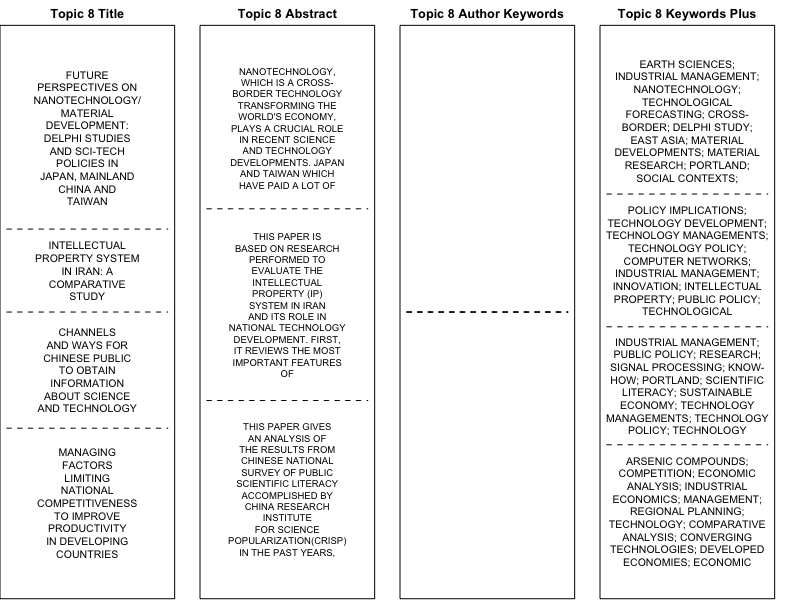 Topic 8 Title
FUTURE
PERSPECTIVES ON
NANOTECHNOLOGY/
MATERIAL
DEVELOPMENT:
DELPHI STUDIES
AND SCI-TECH
POLICIES IN
JAPAN, MAINLAND
CHINA AND
TAIWAN
INTELLECTUAL
PROPERTY SYSTEM
IN IRAN: A
COMPARATIVE
STUDY
CHANNELS
AND WAYS FOR
CHINESE PUBLIC
TO OBTAIN
INFORMATION
ABOUT SCIENCE
AND TECHNOLOGY
MANAGING
FACTORS
LIMITING
NATIONAL
COMPETITIVENESS
TO IMPROVE
PRODUCTIVITY
IN DEVELOPING
COUNTRIES
Topic 8 Abstract
NANOTECHNOLOGY,
WHICH IS A CROSS-
BORDER TECHNOLOGY
TRANSFORMING THE
WORLD'S ECONOMY,
PLAYS A CRUCIAL ROLE
IN RECENT SCIENCE
AND TECHNOLOGY
DEVELOPMENTS. JAPAN
AND TAIWAN WHICH
HAVE PAID A LOT OF
THIS PAPER IS
BASED ON RESEARCH
PERFORMED TO
EVALUATE THE
INTELLECTUAL
PROPERTY (IP)
SYSTEM IN IRAN
AND ITS ROLE IN
NATIONAL TECHNOLOGY
DEVELOPMENT. FIRST,
IT REVIEWS THE MOST
IMPORTANT FEATURES
OF
THIS PAPER GIVES
AN ANALYSIS OF
THE RESULTS FROM
CHINESE NATIONAL
SURVEY OF PUBLIC
SCIENTIFIC LITERACY
ACCOMPLISHED BY
CHINA RESEARCH
INSTITUTE
FOR SCIENCE
POPULARIZATION(CRISP)
IN THE PAST YEARS,
Topic 8 Author Keywords
Topic 8 Keywords Plus
EARTH SCIENCES;
INDUSTRIAL MANAGEMENT;
NANOTECHNOLOGY;
TECHNOLOGICAL
FORECASTING; CROSS-
BORDER; DELPHI STUDY;
EAST ASIA; MATERIAL
DEVELOPMENTS; MATERIAL
RESEARCH; PORTLAND;
SOCIAL CONTEXTS;
POLICY IMPLICATIONS;
TECHNOLOGY DEVELOPMENT;
TECHNOLOGY MANAGEMENTS;
TECHNOLOGY POLICY;
COMPUTER NETWORKS;
INDUSTRIAL MANAGEMENT;
INNOVATION; INTELLECTUAL
PROPERTY; PUBLIC POLICY;
TECHNOLOGICAL
INDUSTRIAL MANAGEMENT;
PUBLIC POLICY; RESEARCH;
SIGNAL PROCESSING; KNOW-
HOW; PORTLAND; SCIENTIFIC
LITERACY; SUSTAINABLE
ECONOMY; TECHNOLOGY
MANAGEMENTS; TECHNOLOGY
POLICY; TECHNOLOGY
ARSENIC COMPOUNDS;
COMPETITION; ECONOMIC
ANALYSIS; INDUSTRIAL
ECONOMICS; MANAGEMENT;
REGIONAL PLANNING;
TECHNOLOGY; COMPARATIVE
ANALYSIS; CONVERGING
TECHNOLOGIES; DEVELOPED
ECONOMIES; ECONOMIC